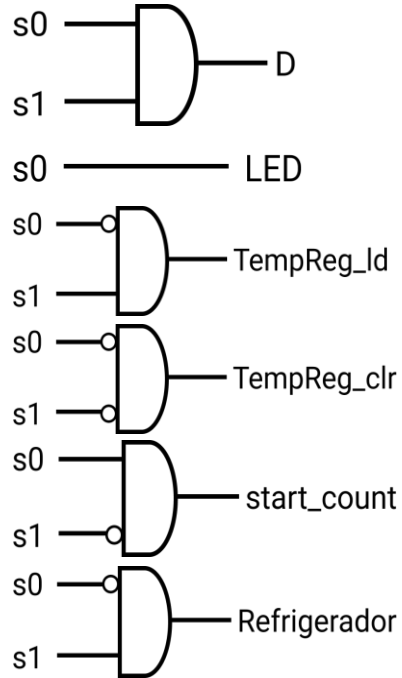 s0
D
s1
s0 LED
s0
TempReg_ld
s1
s0
TempReg_clr
s1
s0
start_count
s1
s0
Refrigerador
s1